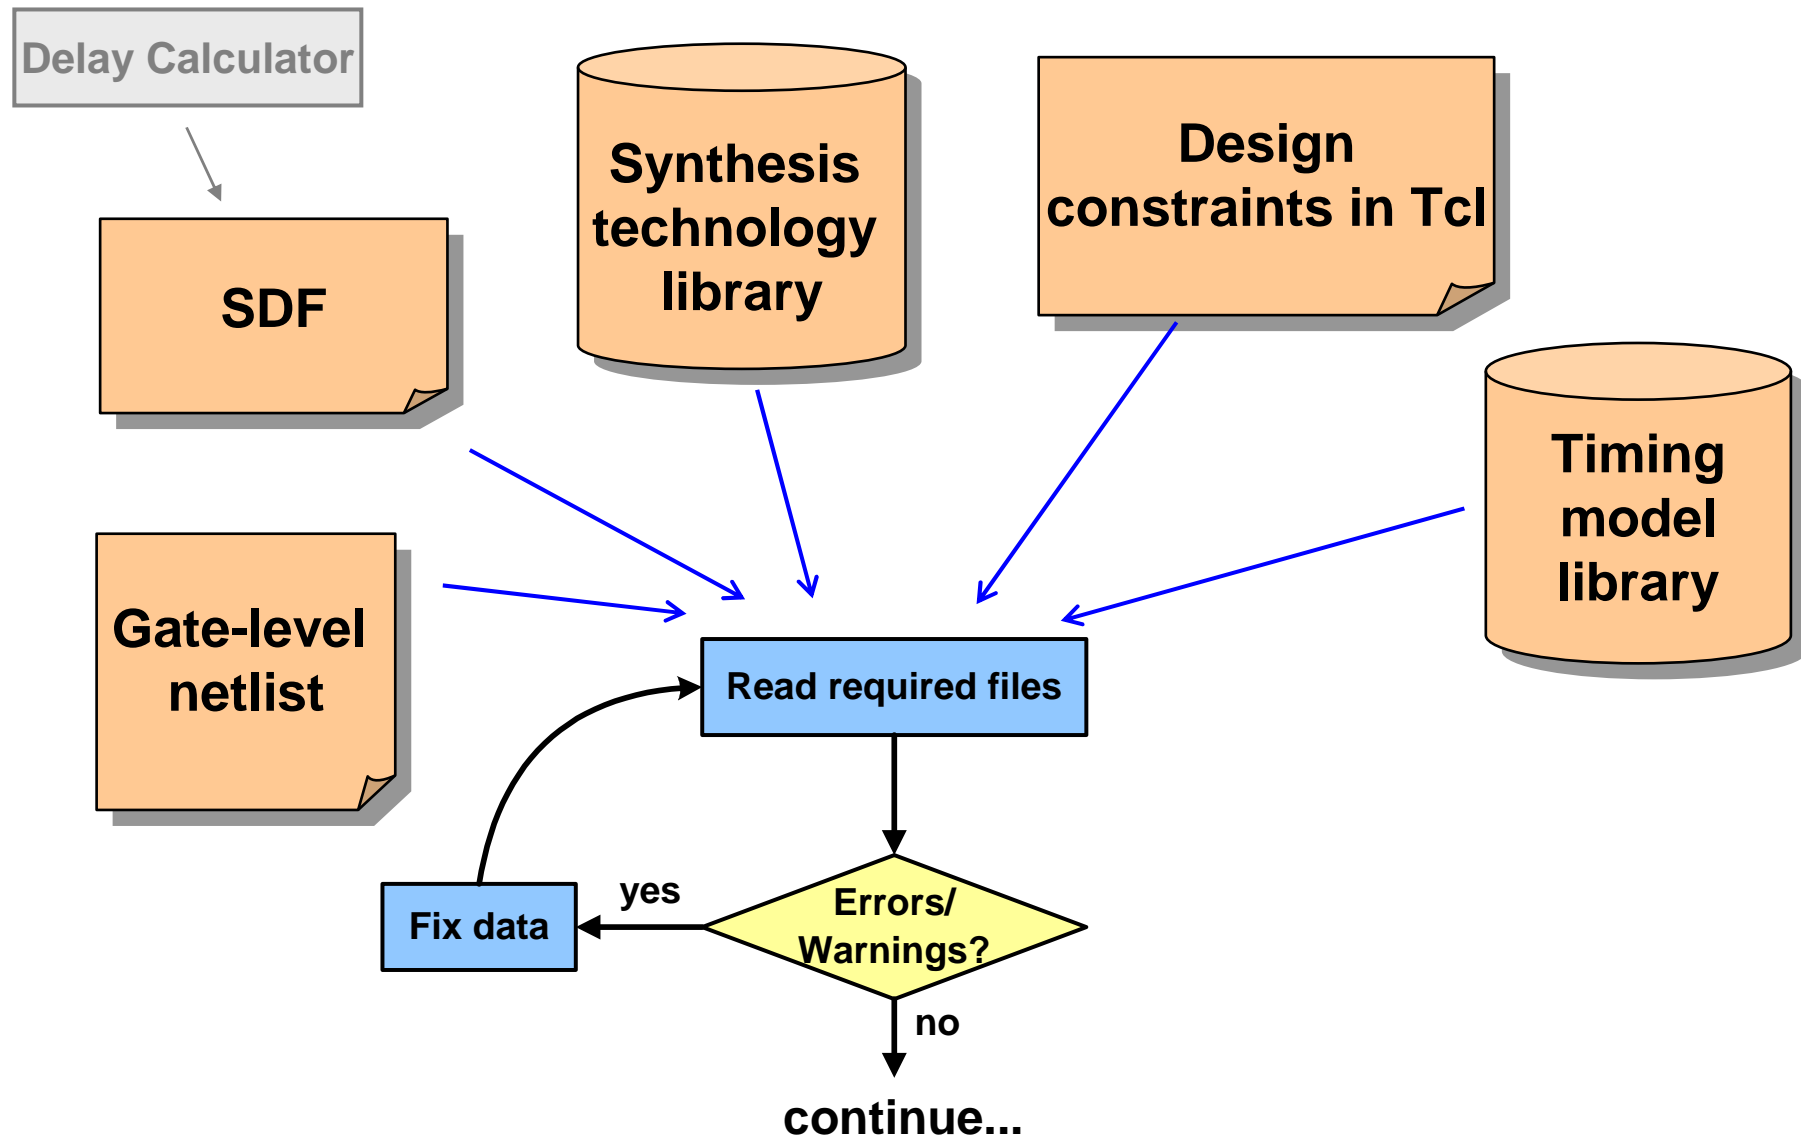 Delay Calculator
SDF
Synthesis
technology
library
Design
constraints in Tcl
Timing
model
library
Gate-level
netlist
Read required files
Errors/
Warnings?
yes
Fix data
no
continue...